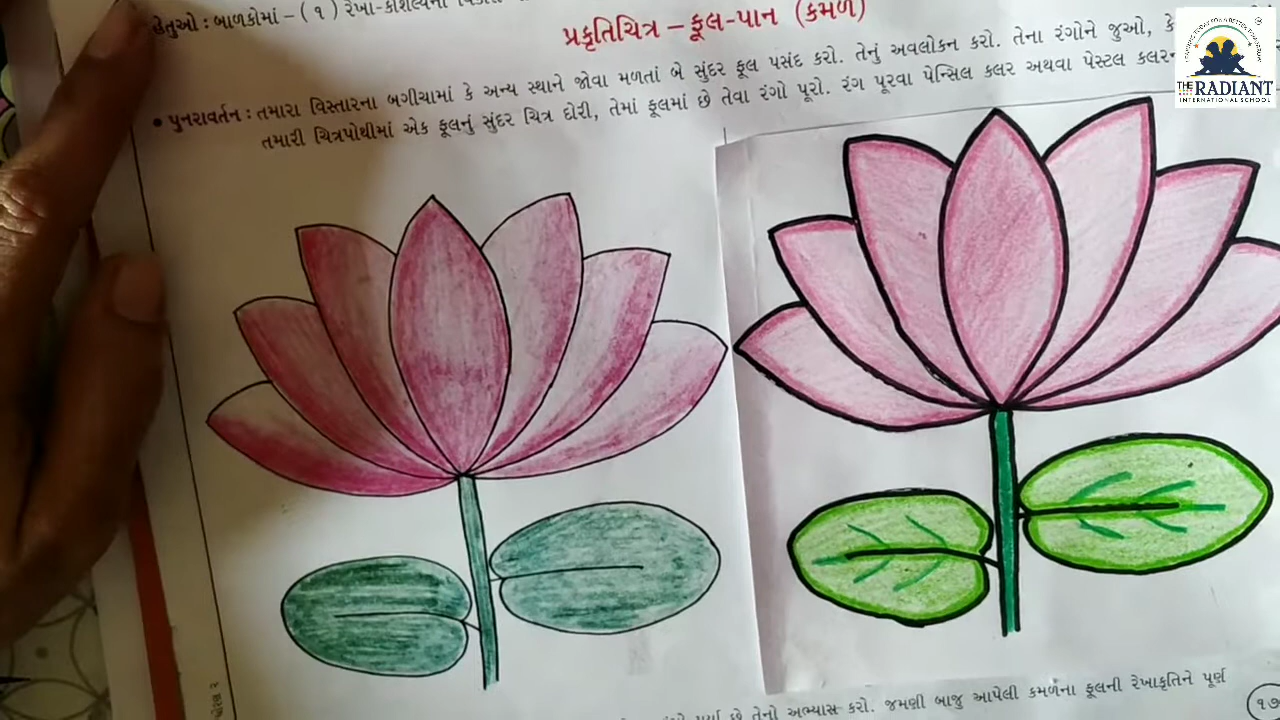 હેતુઓ : બાળકોમાં – ( ૧ ) રેખા-કૌશલ્યનો વિકાસ
પ્રકૃતિચિત્ર – ફૂલ-પાન (કમળ)
• પુનરાવર્તન : તમારા વિસ્તારના બગીચામાં કે અન્ય સ્થાને જોવા મળતાં બે સુંદર ફૂલ પસંદ કરો. તેનું અવલોકન કરો. તેના રંગોને જુઓ,
તમારી ચિત્રપોથીમાં એક ફૂલનું સુંદર ચિત્ર દોરી, તેમાં ફૂલમાં છે તેવા રંગો પૂરો. રંગ પૂરવા પેન્સિલ કલર અથવા પેસ્ટલ કલર
THE RADIANT
INTERNATIONAL SCHOOL
છે તેનો અભ્યાસ કરો. જમણી બાજુ આપેલી કમળના ફૂલની રેખાકૃતિને પૂર્ણ
૧૭